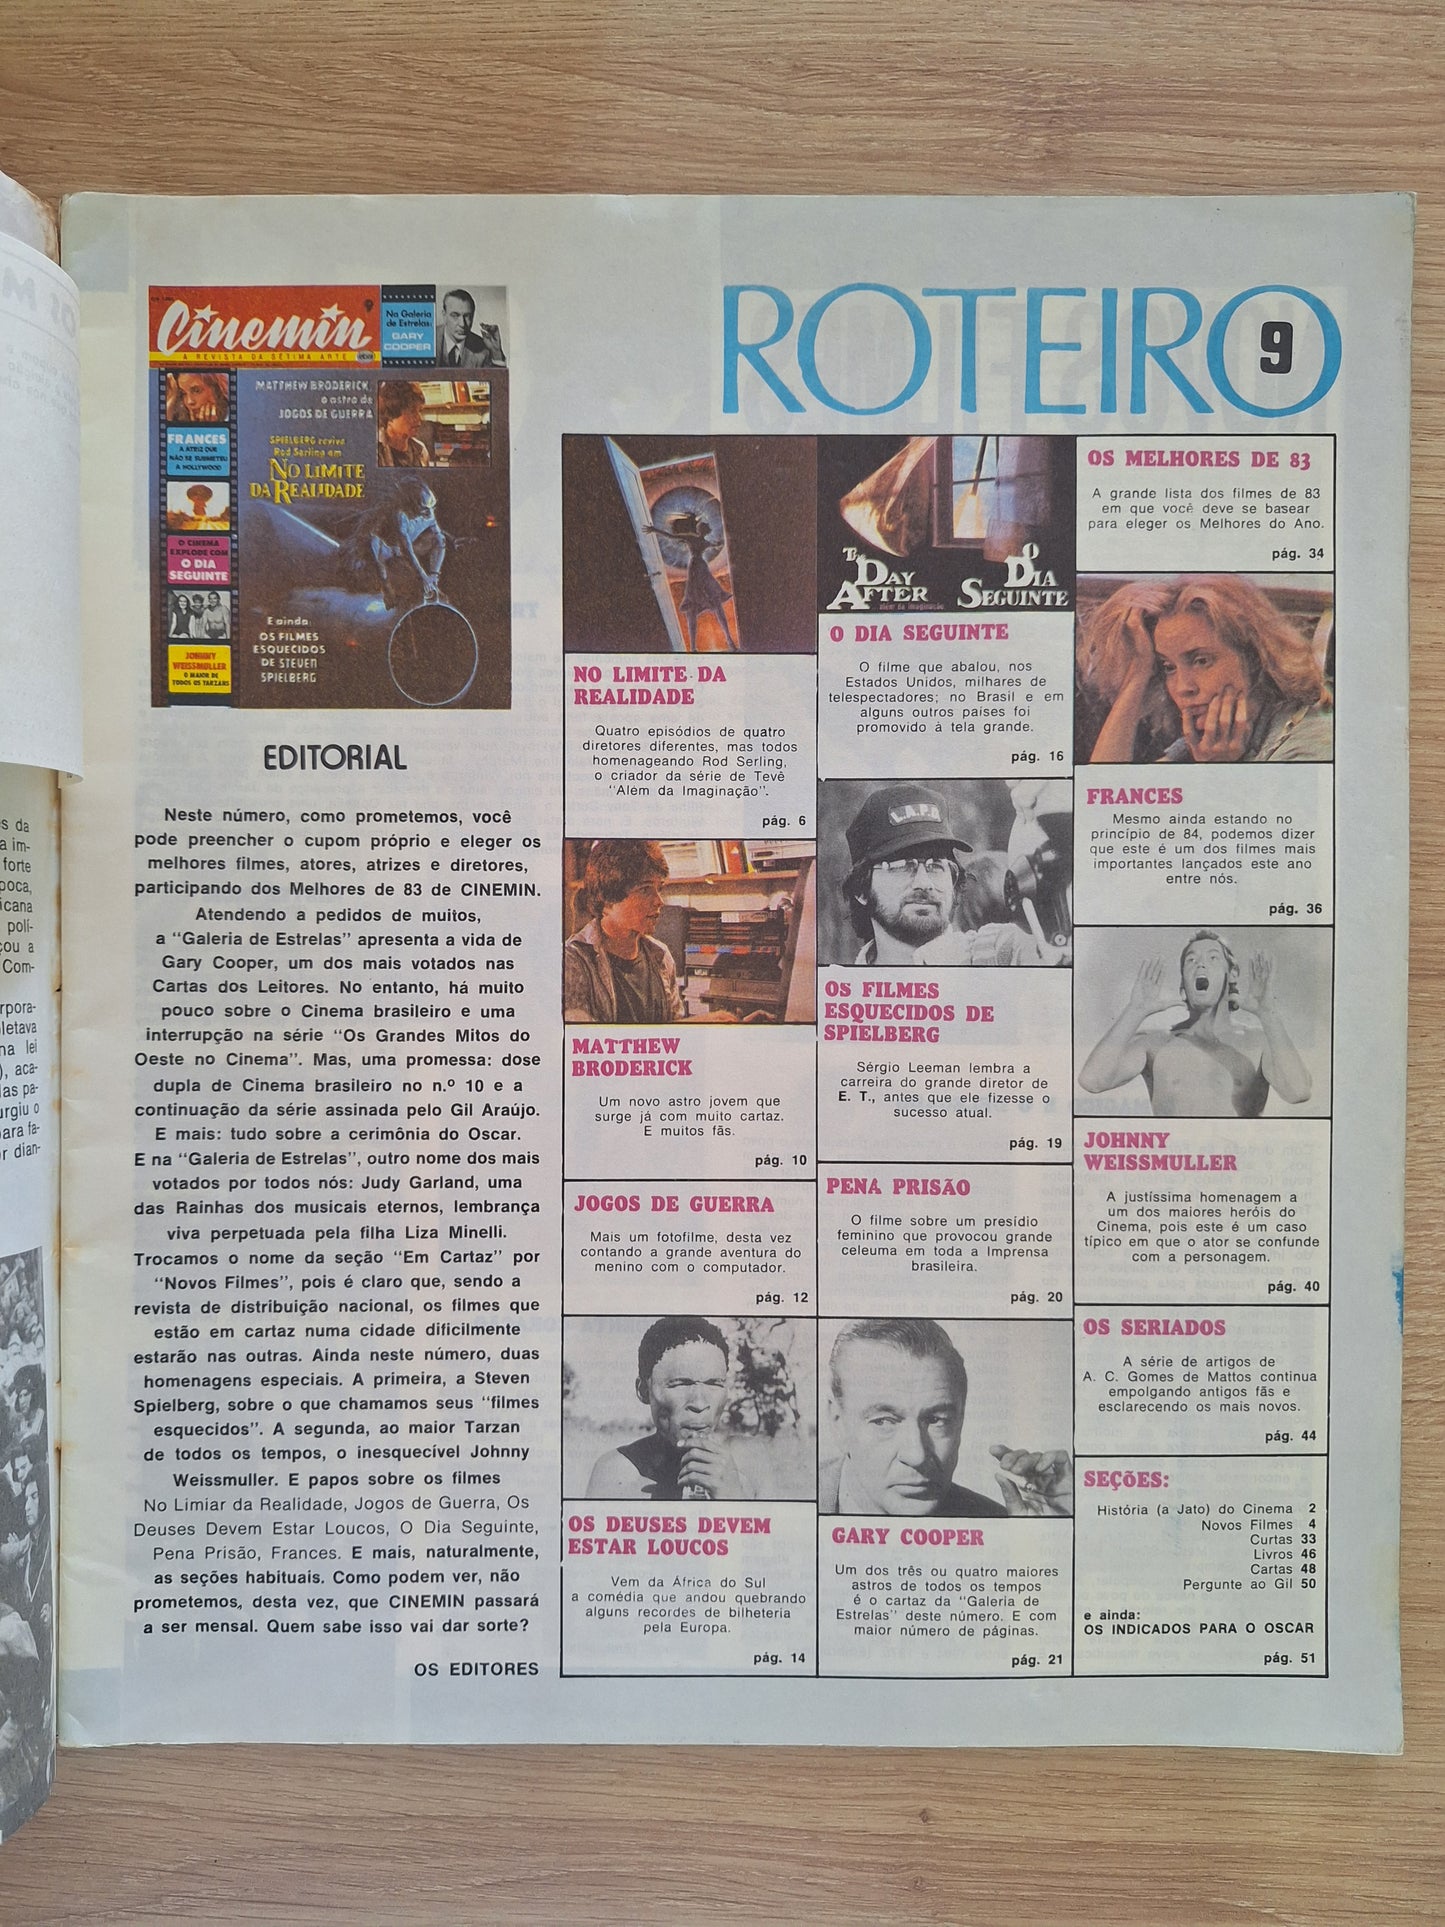 Cinemin
A REVISTA DA SÉTIMA ARTE
ebal
Na Galeria
de Estrelas:
GARY
COOPER
MATTHEW BRODERICK,
o astro de
JOGOS DE GUERRA
SPIELBERG revive
Rod Serling em
NO LIMITE
DA REALIDADE
FRANCES
A ATRIZ QUE
NÃO SE SUBMETEU
A HOLLYWOOD
O CINEMA
EXPLODE COM
O DIA
SEGUINTE
JOHNNY
WEISSMULLER
O MAIOR DE
TODOS OS TARZANS
E ainda:
OS FILMES
ESQUECIDOS
DE STEVEN
SPIELBERG
EDITORIAL
Neste número, como prometemos, você
pode preencher o cupom próprio e eleger os
melhores filmes, atores, atrizes e diretores,
participando dos Melhores de 83 de CINEMIN.
Atendendo a pedidos de muitos,
a "Galeria de Estrelas" apresenta a vida de
Gary Cooper, um dos mais votados nas
Cartas dos Leitores. No entanto, há muito
pouco sobre o Cinema brasileiro e uma
interrupção na série "Os Grandes Mitos do
Oeste no Cinema". Mas, uma promessa: dose
dupla de Cinema brasileiro no n.º 10 e a
continuação da série assinada pelo Gil Araújo.
E mais: tudo sobre a cerimônia do Oscar.
E na "Galeria de Estrelas", outro nome dos mais
votados por todos nós: Judy Garland, uma
das Rainhas dos musicais eternos, lembrança
viva perpetuada pela filha Liza Minelli.
Trocamos o nome da seção "Em Cartaz" por
"Novos Filmes", pois é claro que, sendo a
revista de distribuição nacional, os filmes que
estão em cartaz numa cidade dificilmente
estarão nas outras. Ainda neste número, duas
homenagens especiais. A primeira, a Steven
Spielberg, sobre o que chamamos seus "filmes
esquecidos". A segunda, ao maior Tarzan
de todos os tempos, o inesquecível Johnny
Weissmuller. E papos sobre os filmes
No Limiar da Realidade, Jogos de Guerra, Os
Deuses Devem Estar Loucos, O Dia Seguinte,
Pena Prisão, Frances. E mais, naturalmente,
as seções habituais. Como podem ver, não
prometemos, desta vez, que CINEMIN passará
a ser mensal. Quem sabe isso vai dar sorte?
OS EDITORES
ROTEIRO 9
NO LIMITE DA
REALIDADE
Quatro episódios de quatro
diretores diferentes, mas todos
homenageando Rod Serling,
o criador da série de Tevê
"Além da Imaginação".
pág. 6
MATTHEW
BRODERICK
Um novo astro jovem que
surge já com muito cartaz.
E muitos fãs.
pág. 10
JOGOS DE GUERRA
Mais um fotofilme, desta vez
contando a grande aventura do
menino com o computador.
pág. 12
OS DEUSES DEVEM
ESTAR LOUCOS
Vem da África do Sul
a comédia que andou quebrando
alguns recordes de bilheteria
pela Europa.
pág. 14
THE
DAY
AFTER
além da imaginação
O
DIA
SEGUINTE
O DIA SEGUINTE
O filme que abalou, nos
Estados Unidos, milhares de
telespectadores; no Brasil e em
alguns outros países foi
promovido à tela grande.
pág. 16
L.A.P.D.
OS FILMES
ESQUECIDOS DE
SPIELBERG
Sérgio Leeman lembra a
carreira do grande diretor de
E. T., antes que ele fizesse o
sucesso atual.
pág. 19
PENA PRISÃO
O filme sobre um presídio
feminino que provocou grande
celeuma em toda a Imprensa
brasileira.
pág. 20
GARY COOPER
Um dos três ou quatro maiores
astros de todos os tempos
é o cartaz da "Galeria de
Estrelas" deste número. E com
maior número de páginas.
pág. 21
OS MELHORES DE 83
A grande lista dos filmes de 83
em que você deve se basear
para eleger os Melhores do Ano.
pág. 34
FRANCES
Mesmo ainda estando no
princípio de 84, podemos dizer
que este é um dos filmes mais
importantes lançados este ano
entre nós.
pág. 36
JOHNNY
WEISSMULLER
A justíssima homenagem a
um dos maiores heróis do
Cinema, pois este é um caso
típico em que o ator se confunde
com a personagem.
pág. 40
OS SERIADOS
A série de artigos de
A. C. Gomes de Mattos continua
empolgando antigos fãs e
esclarecendo os mais novos.
pág. 44
SEÇÕES:
História (a Jato) do Cinema 2
Novos Filmes 4
Curtas 33
Livros 46
Cartas 48
Pergunte ao Gil 50
e ainda:
OS INDICADOS PARA O OSCAR
pág. 51